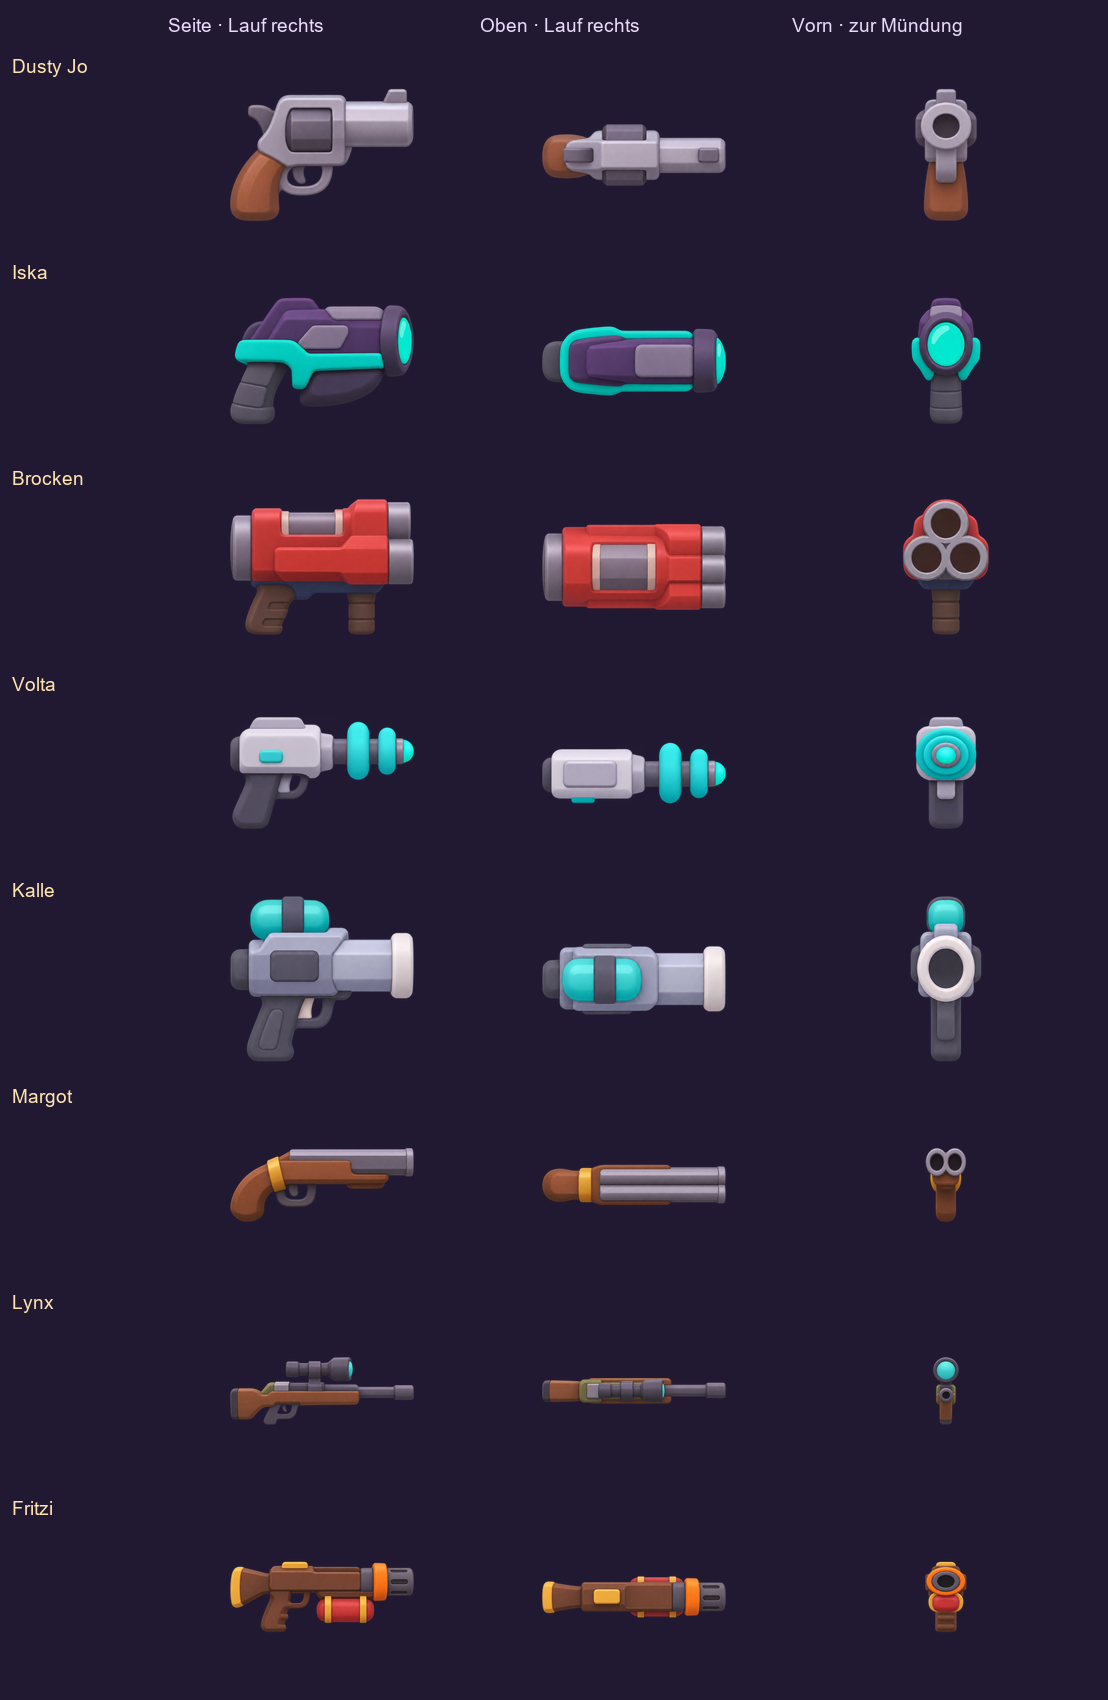 Seite · Lauf rechts
Oben · Lauf rechts
Vorn · zur Mündung
Dusty Jo
Iska
Brocken
Volta
Kalle
Margot
Lynx
Fritzi